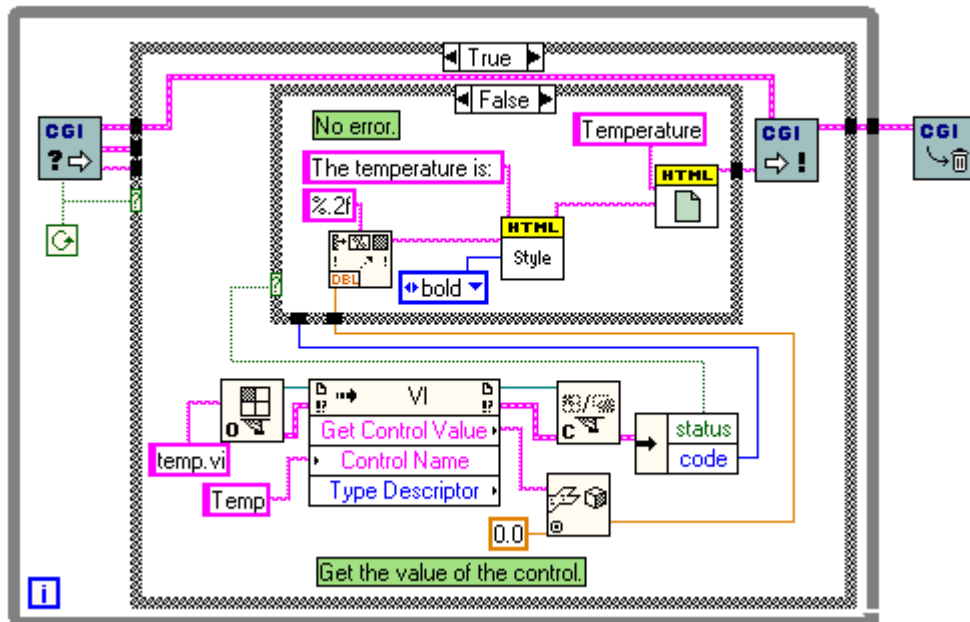 True
False
No error.
Temperature
CGI
?
CGI
!
CGI
The temperature is:
HTML
%.2f
HTML
Style
DBL
bold
?
?
VI
status
code
Get Control Value
Control Name
Type Descriptor
O
C
temp.vi
Temp
0.0
Get the value of the control.
i